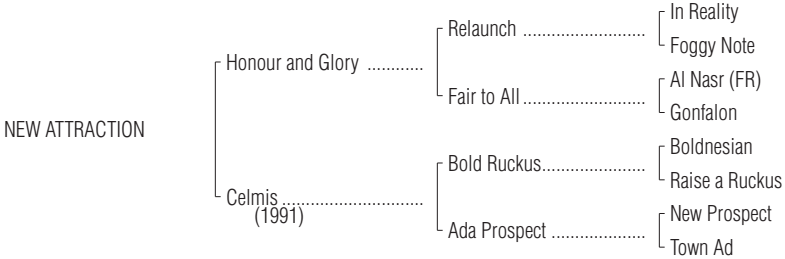 In Reality
Relaunch ..........................
Foggy Note
Honour and Glory ............
Al Nasr (FR)
Fair to All..........................
Gonfalon
NEW ATTRACTION
Boldnesian
Bold Ruckus......................
Raise a Ruckus
Celmis ..............................
(1991)
New Prospect
Ada Prospect ....................
Town Ad